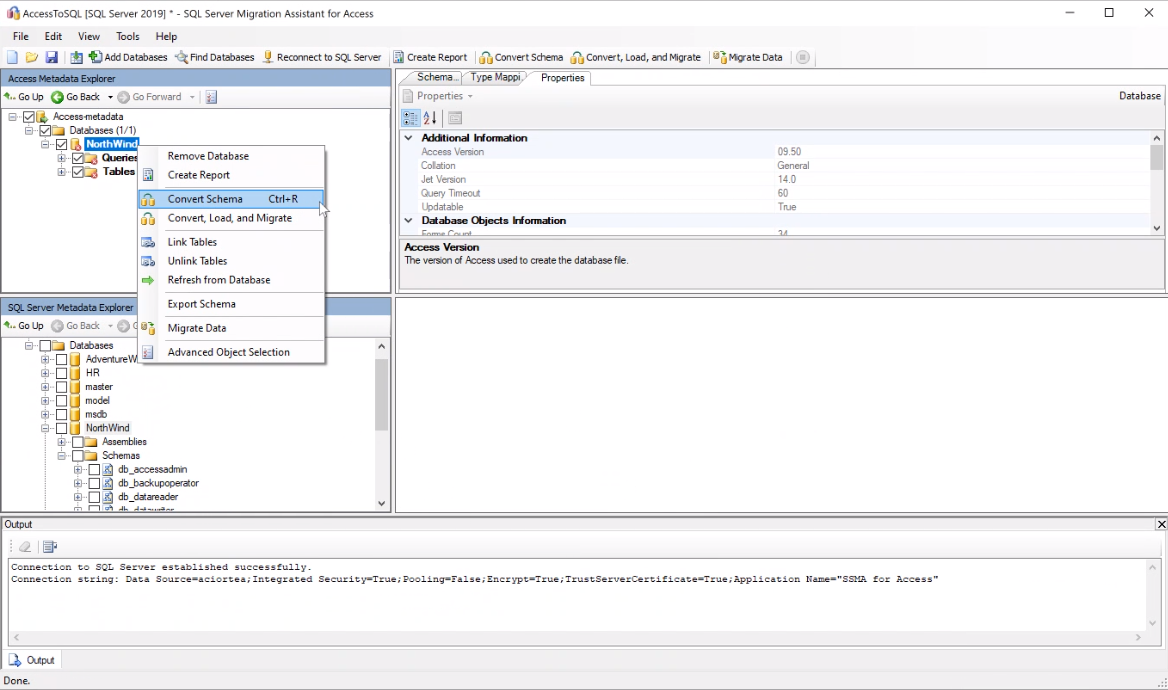 AccessToSQL [SQL Server 2019] * - SQL Server Migration Assistant for Access
File Edit View Tools Help
Add Databases Find Databases Reconnect to SQL Server Create Report Convert Schema Convert, Load, and Migrate Migrate Data
Access Metadata Explorer
Go Up Go Back Go Forward
Access-metadata
Databases (1/1)
NorthWind
Queries
Tables
Remove Database
Create Report
Convert Schema Ctrl+R
Convert, Load, and Migrate
Link Tables
Unlink Tables
Refresh from Database
Export Schema
Migrate Data
Advanced Object Selection
Schema... Type Mappi... Properties
Properties Database
Additional Information
Access Version 09.50
Collation General
Jet Version 14.0
Query Timeout 60
Updatable True
Database Objects Information
Forms Count 34
Access Version
The version of Access used to create the database file.
SQL Server Metadata Explorer
Go Up Go Back
Databases
AdventureW
HR
master
model
msdb
NorthWind
Assemblies
Schemas
db_accessadmin
db_backupoperator
db_datareader
db_datawriter
Output
Connection to SQL Server established successfully.
Connection string: Data Source=aciortea;Integrated Security=True;Pooling=False;Encrypt=True;TrustServerCertificate=True;Application Name="SSMA for Access"
Output
Done.